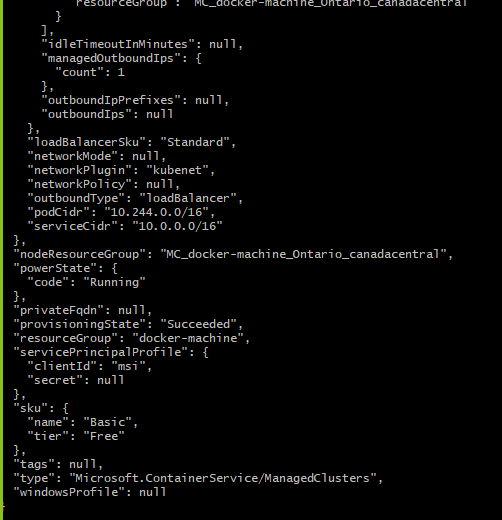 "resourceGroup": "MC_docker-machine_Ontario_canadacentral"
}
],
"idleTimeoutInMinutes": null,
"managedOutboundIps": {
"count": 1
},
"outboundIpPrefixes": null,
"outboundIps": null
},
"loadBalancerSku": "Standard",
"networkMode": null,
"networkPlugin": "kubenet",
"networkPolicy": null,
"outboundType": "loadBalancer",
"podCidr": "10.244.0.0/16",
"serviceCidr": "10.0.0.0/16"
},
"nodeResourceGroup": "MC_docker-machine_Ontario_canadacentral",
"powerState": {
"code": "Running"
},
"privateFqdn": null,
"provisioningState": "Succeeded",
"resourceGroup": "docker-machine",
"servicePrincipalProfile": {
"clientId": "msi",
"secret": null
},
"sku": {
"name": "Basic",
"tier": "Free"
},
"tags": null,
"type": "Microsoft.ContainerService/ManagedClusters",
"windowsProfile": null
}